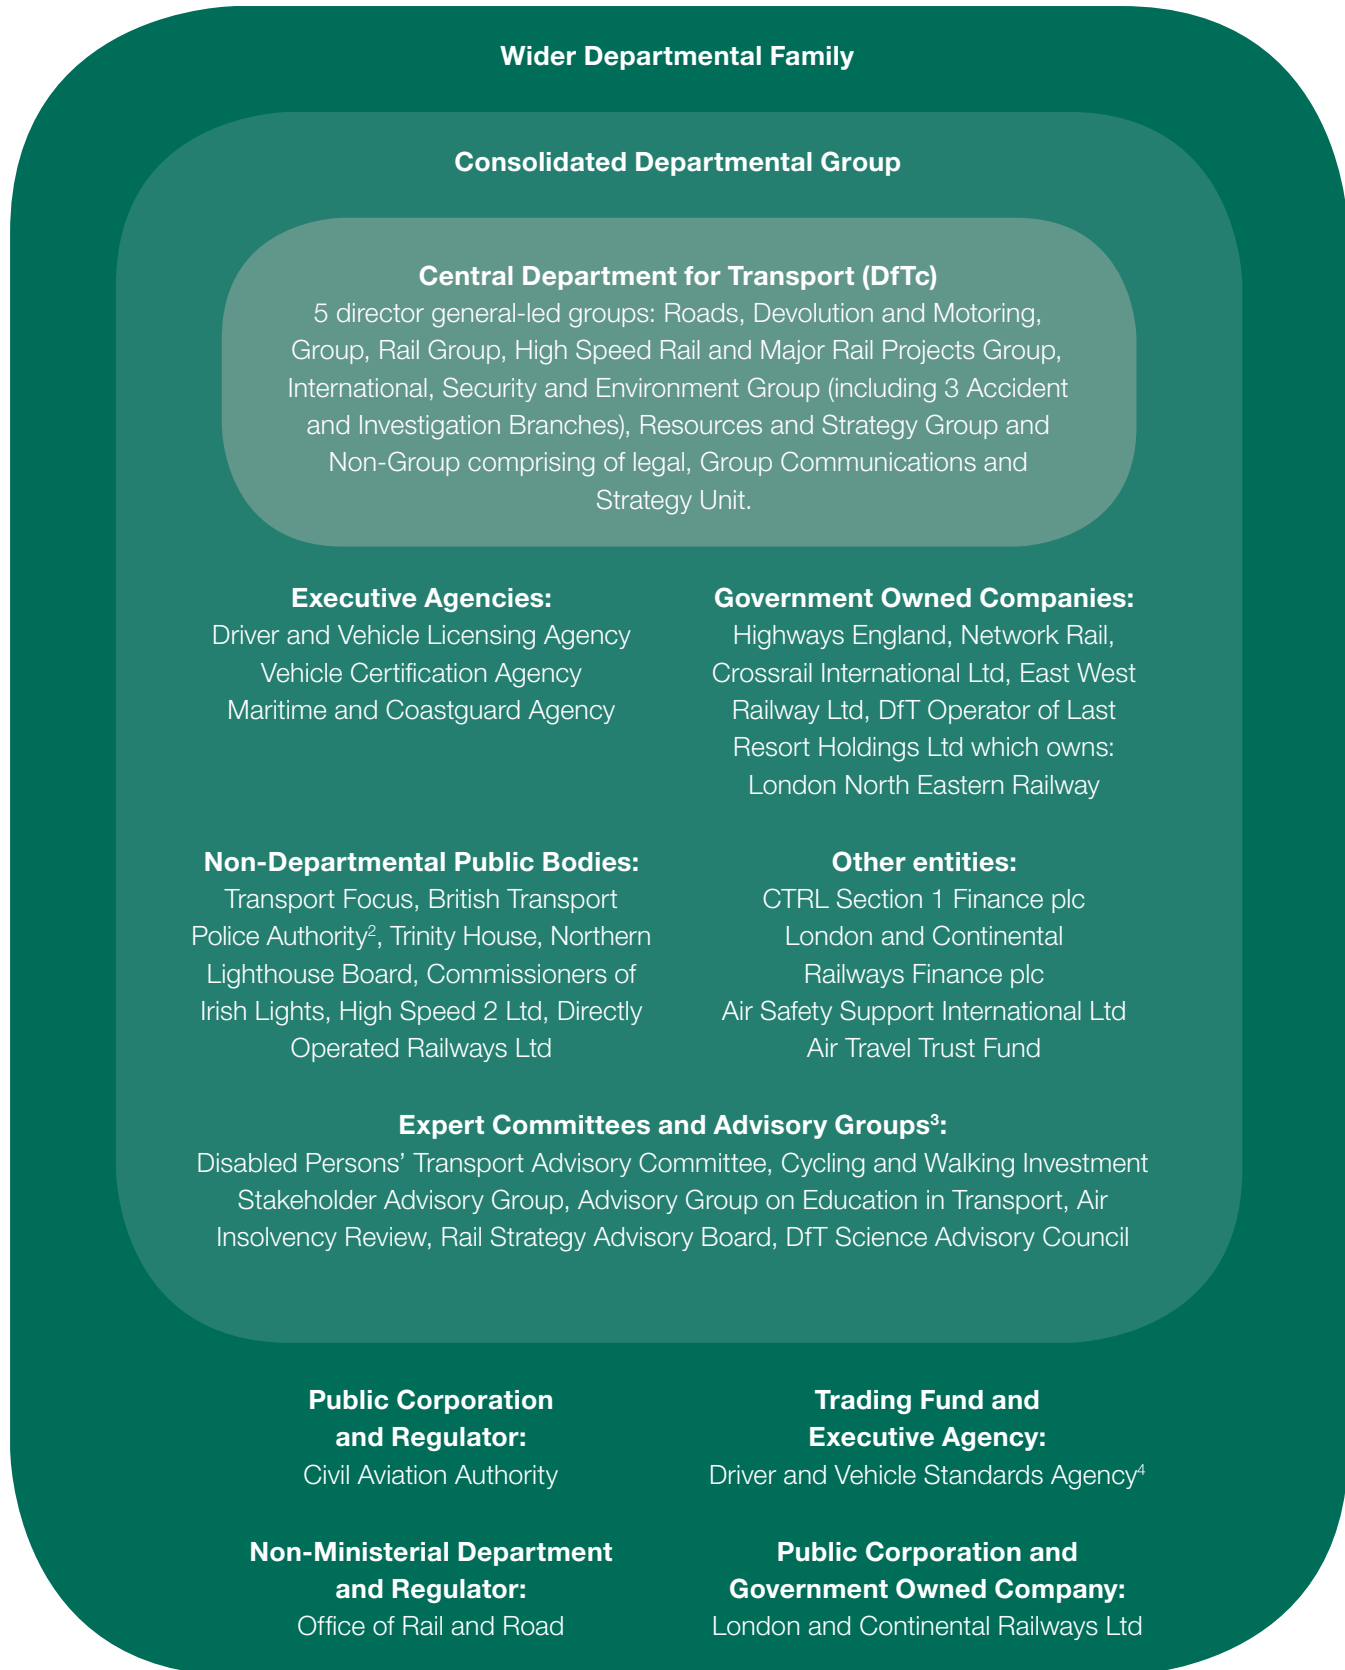 Wider Departmental Family
Consolidated Departmental Group
Central Department for Transport (DfTc)
5 director general-led groups: Roads, Devolution and Motoring,
Group, Rail Group, High Speed Rail and Major Rail Projects Group,
International, Security and Environment Group (including 3 Accident
and Investigation Branches), Resources and Strategy Group and
Non-Group comprising of legal, Group Communications and
Strategy Unit.
Executive Agencies:
Driver and Vehicle Licensing Agency
Vehicle Certification Agency
Maritime and Coastguard Agency
Government Owned Companies:
Highways England, Network Rail,
Crossrail International Ltd, East West
Railway Ltd, DfT Operator of Last
Resort Holdings Ltd which owns:
London North Eastern Railway
Non-Departmental Public Bodies:
Transport Focus, British Transport
Police Authority², Trinity House, Northern
Lighthouse Board, Commissioners of
Irish Lights, High Speed 2 Ltd, Directly
Operated Railways Ltd
Other entities:
CTRL Section 1 Finance plc
London and Continental
Railways Finance plc
Air Safety Support International Ltd
Air Travel Trust Fund
Expert Committees and Advisory Groups³:
Disabled Persons’ Transport Advisory Committee, Cycling and Walking Investment
Stakeholder Advisory Group, Advisory Group on Education in Transport, Air
Insolvency Review, Rail Strategy Advisory Board, DfT Science Advisory Council
Public Corporation
and Regulator:
Civil Aviation Authority
Trading Fund and
Executive Agency:
Driver and Vehicle Standards Agency⁴
Non-Ministerial Department
and Regulator:
Office of Rail and Road
Public Corporation and
Government Owned Company:
London and Continental Railways Ltd